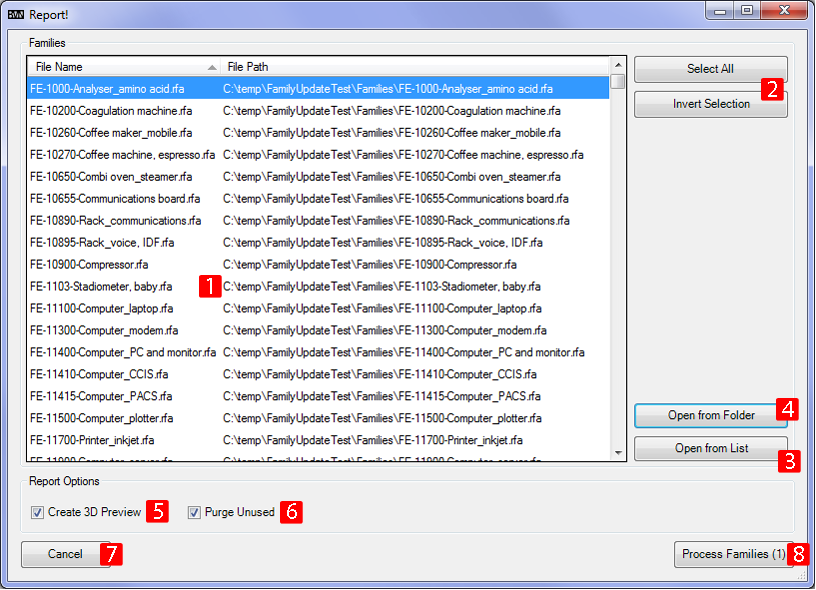 Report!
Families
File Name File Path
FE-1000-Analyser_amino acid.rfa C:\temp\FamilyUpdateTest\Families\FE-1000-Analyser_amino acid.rfa
FE-10200-Coagulation machine.rfa C:\temp\FamilyUpdateTest\Families\FE-10200-Coagulation machine.rfa
FE-10260-Coffee maker_mobile.rfa C:\temp\FamilyUpdateTest\Families\FE-10260-Coffee maker_mobile.rfa
FE-10270-Coffee machine, espresso.rfa C:\temp\FamilyUpdateTest\Families\FE-10270-Coffee machine, espresso.rfa
FE-10650-Combi oven_steamer.rfa C:\temp\FamilyUpdateTest\Families\FE-10650-Combi oven_steamer.rfa
FE-10655-Communications board.rfa C:\temp\FamilyUpdateTest\Families\FE-10655-Communications board.rfa
FE-10890-Rack_communications.rfa C:\temp\FamilyUpdateTest\Families\FE-10890-Rack_communications.rfa
FE-10895-Rack_voice, IDF.rfa C:\temp\FamilyUpdateTest\Families\FE-10895-Rack_voice, IDF.rfa
FE-10900-Compressor.rfa C:\temp\FamilyUpdateTest\Families\FE-10900-Compressor.rfa
FE-1103-Stadiometer, baby.rfa 1 C:\temp\FamilyUpdateTest\Families\FE-1103-Stadiometer, baby.rfa
FE-11100-Computer_laptop.rfa C:\temp\FamilyUpdateTest\Families\FE-11100-Computer_laptop.rfa
FE-11300-Computer_modem.rfa C:\temp\FamilyUpdateTest\Families\FE-11300-Computer_modem.rfa
FE-11400-Computer_PC and monitor.rfa C:\temp\FamilyUpdateTest\Families\FE-11400-Computer_PC and monitor.rfa
FE-11410-Computer_CCIS.rfa C:\temp\FamilyUpdateTest\Families\FE-11410-Computer_CCIS.rfa
FE-11415-Computer_PACS.rfa C:\temp\FamilyUpdateTest\Families\FE-11415-Computer_PACS.rfa
FE-11500-Computer_plotter.rfa C:\temp\FamilyUpdateTest\Families\FE-11500-Computer_plotter.rfa
FE-11700-Printer_inkjet.rfa C:\temp\FamilyUpdateTest\Families\FE-11700-Printer_inkjet.rfa
Select All
2
Invert Selection
Open from Folder 4
Open from List 3
Report Options
Create 3D Preview 5 Purge Unused 6
Cancel 7 Process Families (1) 8